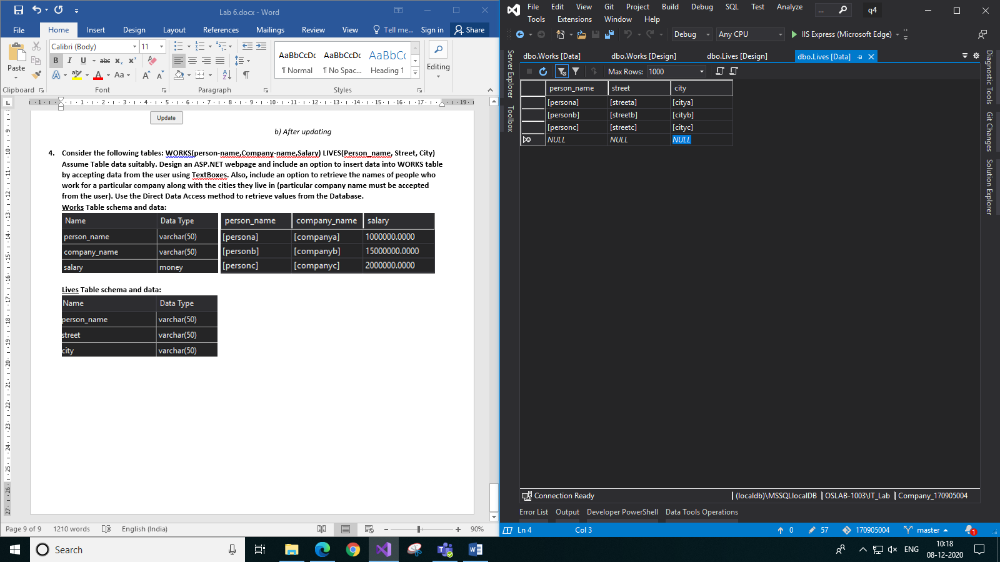 Lab 6.docx - Word
File Home Insert Design Layout References Mailings Review View Tell me... Sign in Share
Paste
Calibri (Body) 11
B I U abc x₂ x²
A ab A Aa A A
Clipboard Font Paragraph Styles
AaBbCcDc AaBbCcDc AaBbCc
¶ Normal ¶ No Spac... Heading 1
Editing
Update
b) After updating
4. Consider the following tables: WORKS(person-name,Company-name,Salary) LIVES(Person_name, Street, City)
Assume Table data suitably. Design an ASP.NET webpage and include an option to insert data into WORKS table
by accepting data from the user using TextBoxes. Also, include an option to retrieve the names of people who
work for a particular company along with the cities they live in (particular company name must be accepted
from the user). Use the Direct Data Access method to retrieve values from the Database.
Works Table schema and data:
Name Data Type
person_name varchar(50)
company_name varchar(50)
salary money
person_name company_name salary
[persona] [companya] 1000000.0000
[personb] [companyb] 15000000.0000
[personc] [companyc] 2000000.0000
Lives Table schema and data:
Name Data Type
person_name varchar(50)
street varchar(50)
city varchar(50)
Page 9 of 9 1210 words English (India) 90%
File Edit View Git Project Build Debug SQL Test Analyze ... q4
Tools Extensions Window Help
Debug Any CPU IIS Express (Microsoft Edge)
Server Explorer
Toolbox
dbo.Works [Data] dbo.Works [Design] dbo.Lives [Design] dbo.Lives [Data]
Max Rows: 1000
person_name street city
[persona] [streeta] [citya]
[personb] [streetb] [cityb]
[personc] [streetc] [cityc]
NULL NULL NULL
Diagnostic Tools
Git Changes
Solution Explorer
Connection Ready | (localdb)\MSSQLlocalDB | OSLAB-1003\IT_Lab | Company_170905004
Error List Output Developer PowerShell Data Tools Operations
Ln 4 Col 3 0 57 170905004 master 1
Search
ENG
10:18
08-12-2020